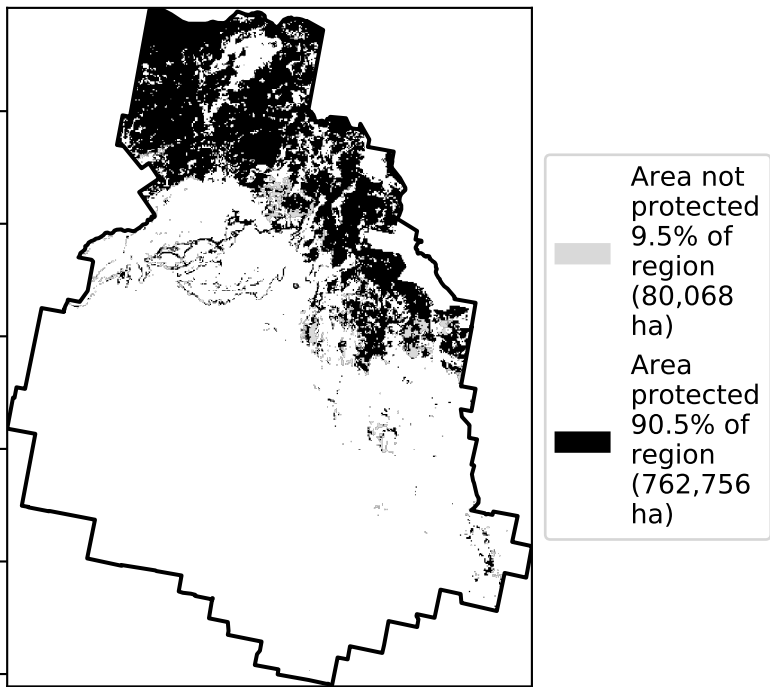 Area not
protected
9.5% of
region
(80,068
ha)
Area
protected
90.5% of
region
(762,756
ha)